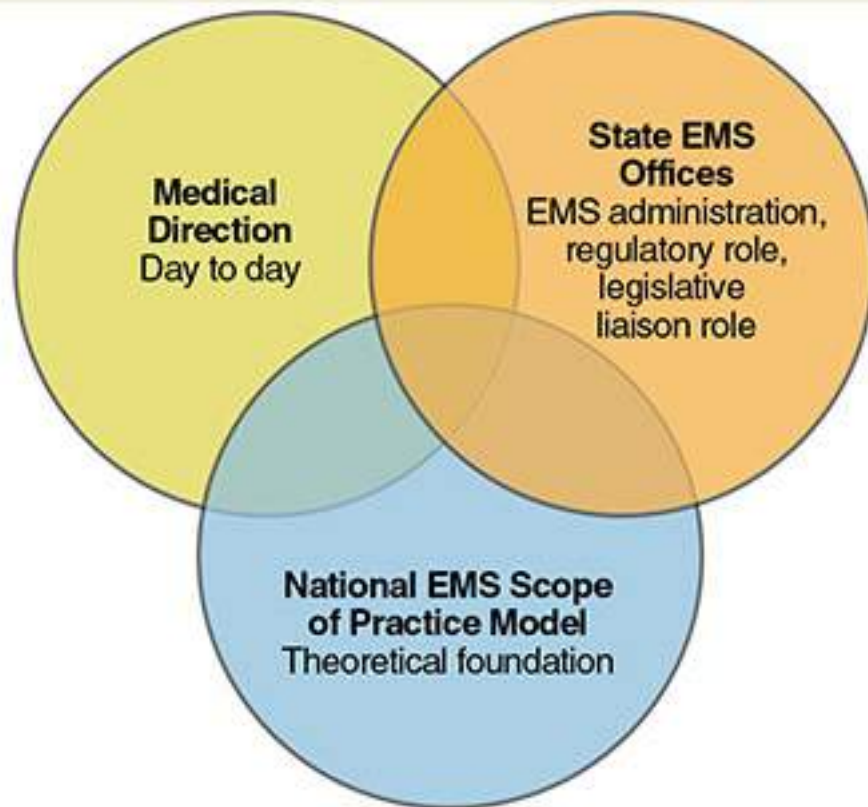 Medical
Direction
Day to day
State EMS
Offices
EMS administration,
regulatory role,
legislative
liaison role
National EMS Scope
of Practice Model
Theoretical foundation